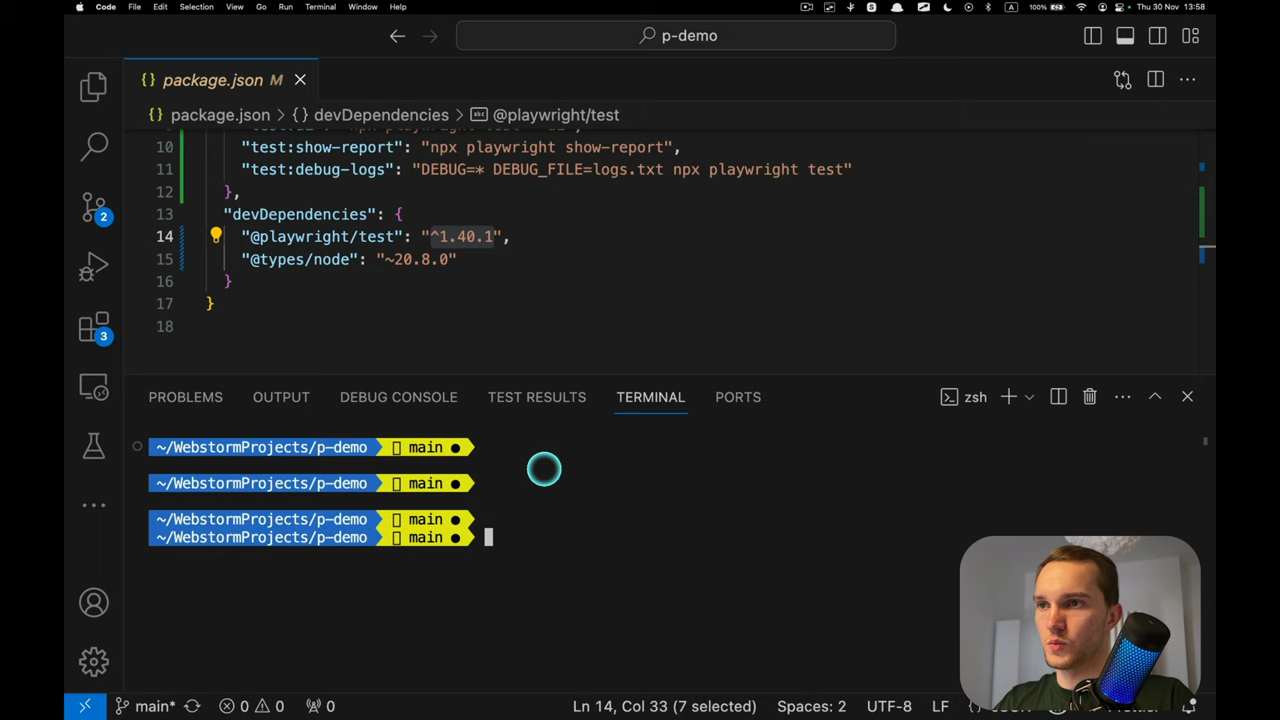 Code File Edit Selection View Go Run Terminal Window Help 100% Thu 30 Nov 13:58
p-demo
package.json M
package.json > {} devDependencies > abc @playwright/test
10 "test:show-report": "npx playwright show-report",
11 "test:debug-logs": "DEBUG=* DEBUG_FILE=logs.txt npx playwright test"
12 },
13 "devDependencies": {
14 "@playwright/test": "^1.40.1",
15 "@types/node": "~20.8.0"
16 }
17 }
18
2
3
PROBLEMS OUTPUT DEBUG CONSOLE TEST RESULTS TERMINAL PORTS zsh
~/WebstormProjects/p-demo main ●
~/WebstormProjects/p-demo main ●
~/WebstormProjects/p-demo main ●
~/WebstormProjects/p-demo main ●
main* 0 0 0 Ln 14, Col 33 (7 selected) Spaces: 2 UTF-8 LF {}